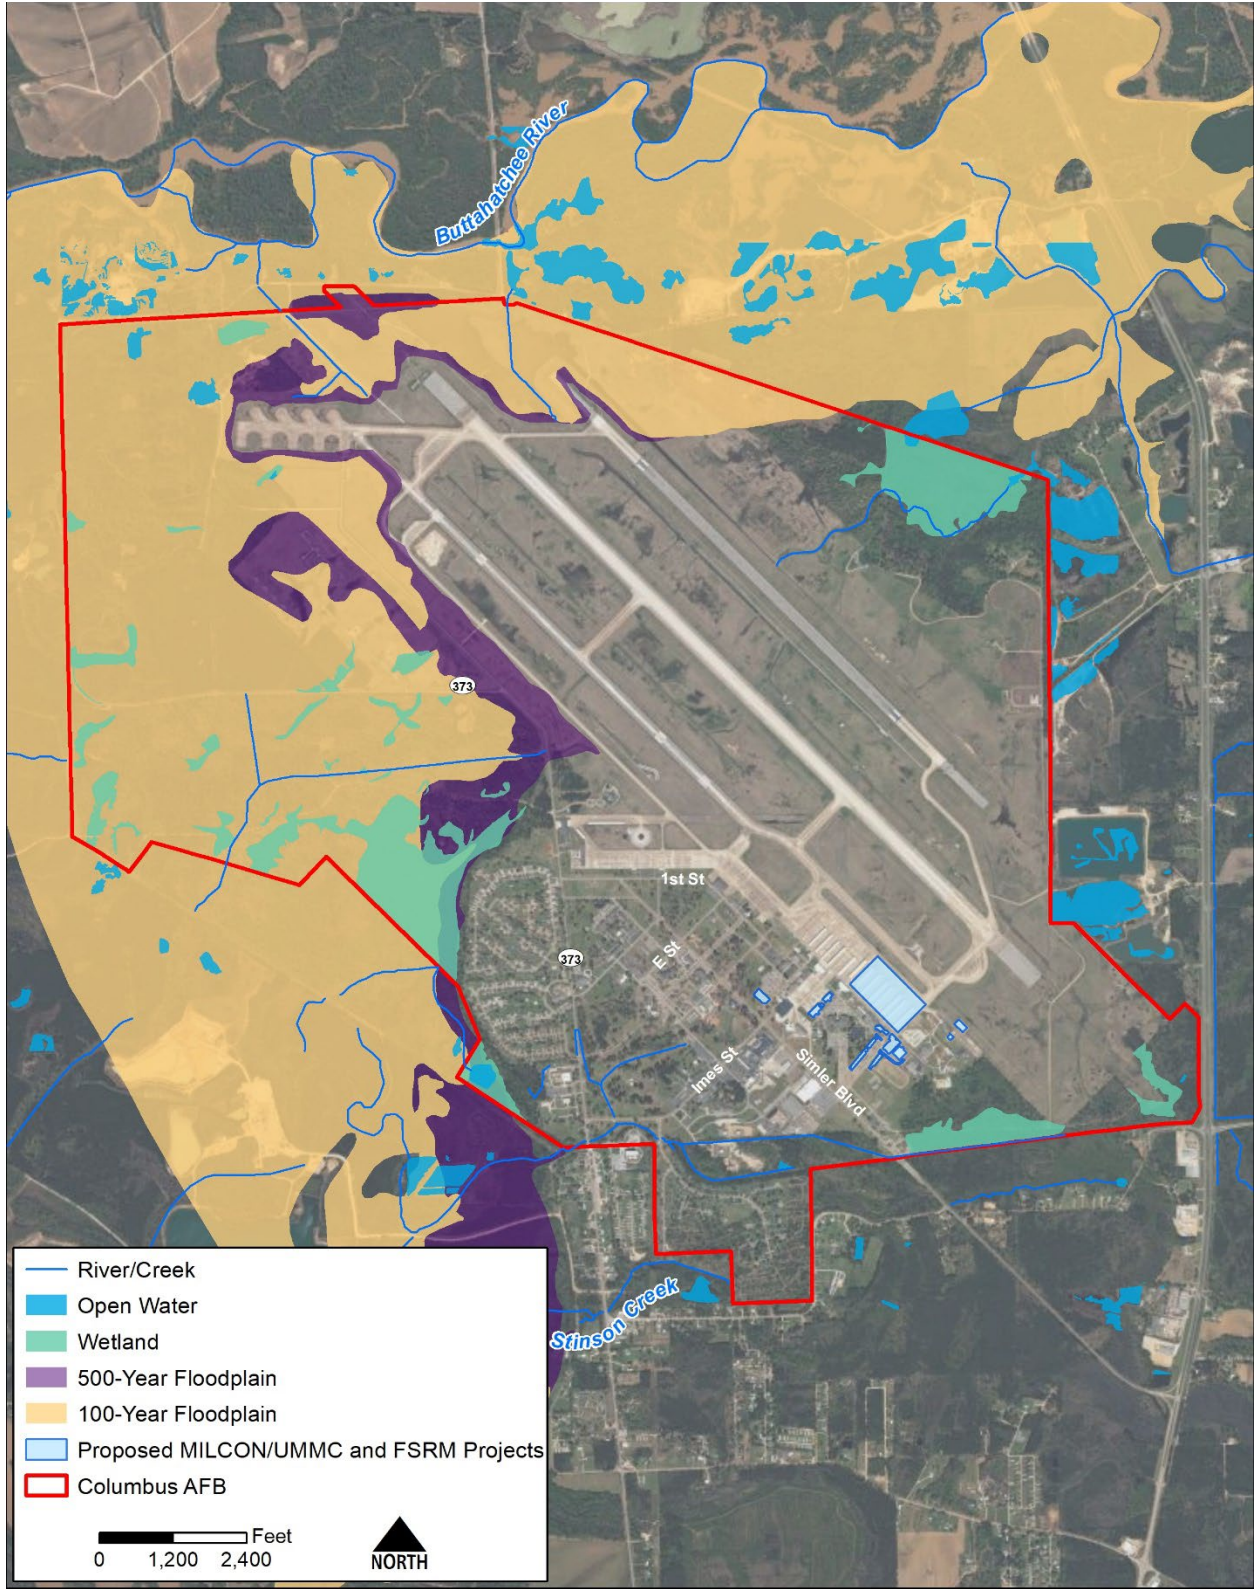 Buttahatchee River
373
1st St
E St
373
Imes St
Simler Blvd
Stinson Creek
River/Creek
Open Water
Wetland
500-Year Floodplain
100-Year Floodplain
Proposed MILCON/UMMC and FSRM Projects
Columbus AFB
Feet
0 1,200 2,400
NORTH